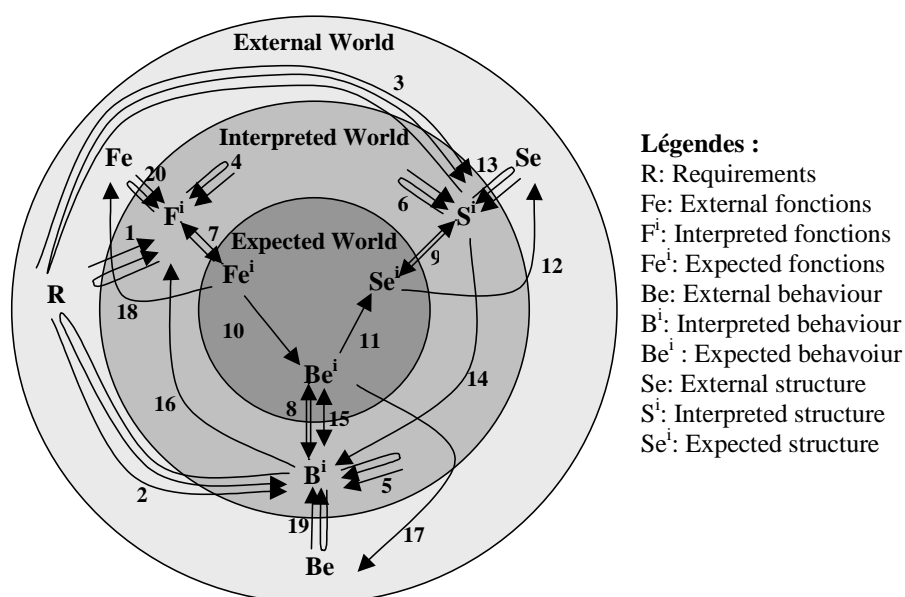 External World
3
Interpreted World
Fe
20
4
13
Se
F^i
6
S^i
1
7
Expected World
9
Fe^i
Se^i
12
R
18
10
11
Be^i
14
16
8
15
B^i
2
5
19
17
Be
Légendes :
R: Requirements
Fe: External fonctions
F^i: Interpreted fonctions
Fe^i: Expected fonctions
Be: External behaviour
B^i: Interpreted behaviour
Be^i : Expected behavoiur
Se: External structure
S^i: Interpreted structure
Se^i: Expected structure